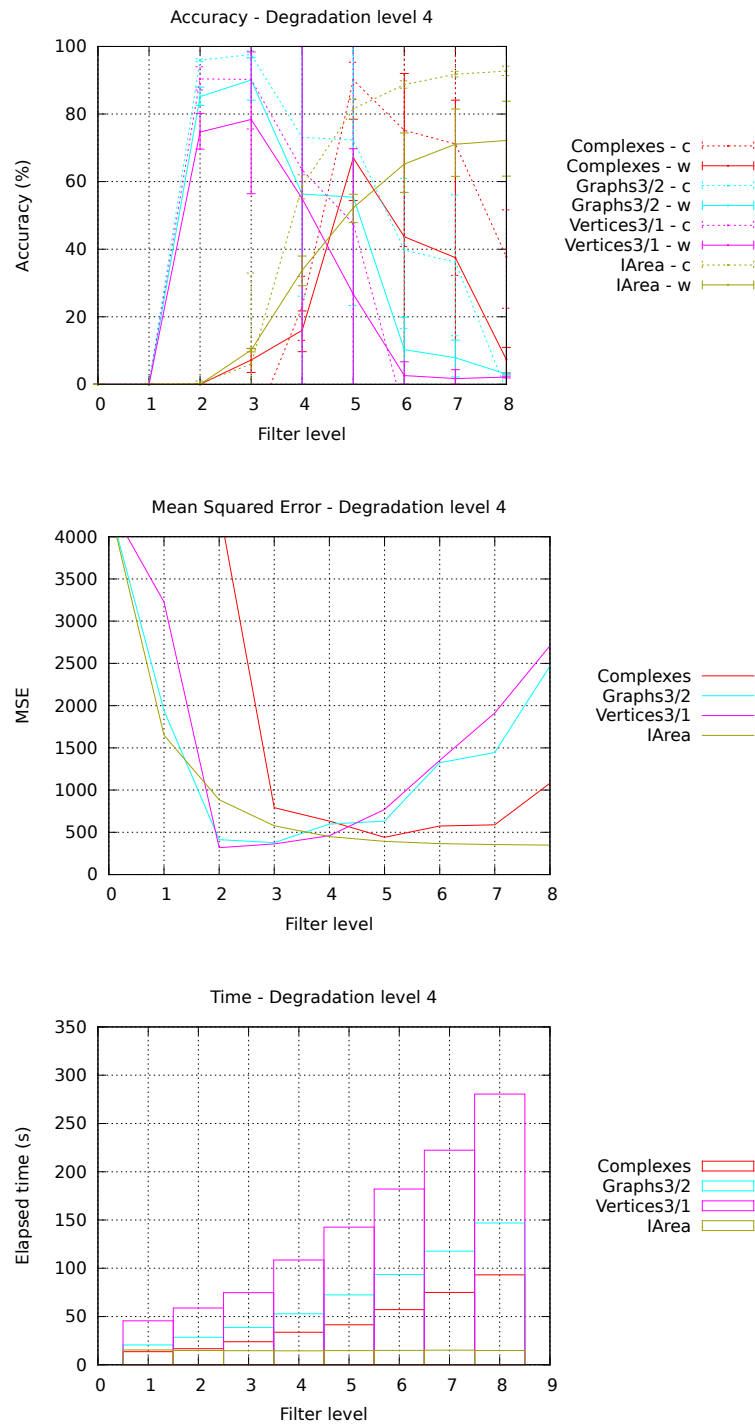 Accuracy - Degradation level 4
100
80
60
40
20
0
Accuracy (%)
0 1 2 3 4 5 6 7 8
Filter level
Complexes - c
Complexes - w
Graphs3/2 - c
Graphs3/2 - w
Vertices3/1 - c
Vertices3/1 - w
IArea - c
IArea - w
Mean Squared Error - Degradation level 4
4000
3500
3000
2500
2000
1500
1000
500
0
MSE
0 1 2 3 4 5 6 7 8
Filter level
Complexes
Graphs3/2
Vertices3/1
IArea
Time - Degradation level 4
350
300
250
200
150
100
50
0
Elapsed time (s)
0 1 2 3 4 5 6 7 8 9
Filter level
Complexes
Graphs3/2
Vertices3/1
IArea